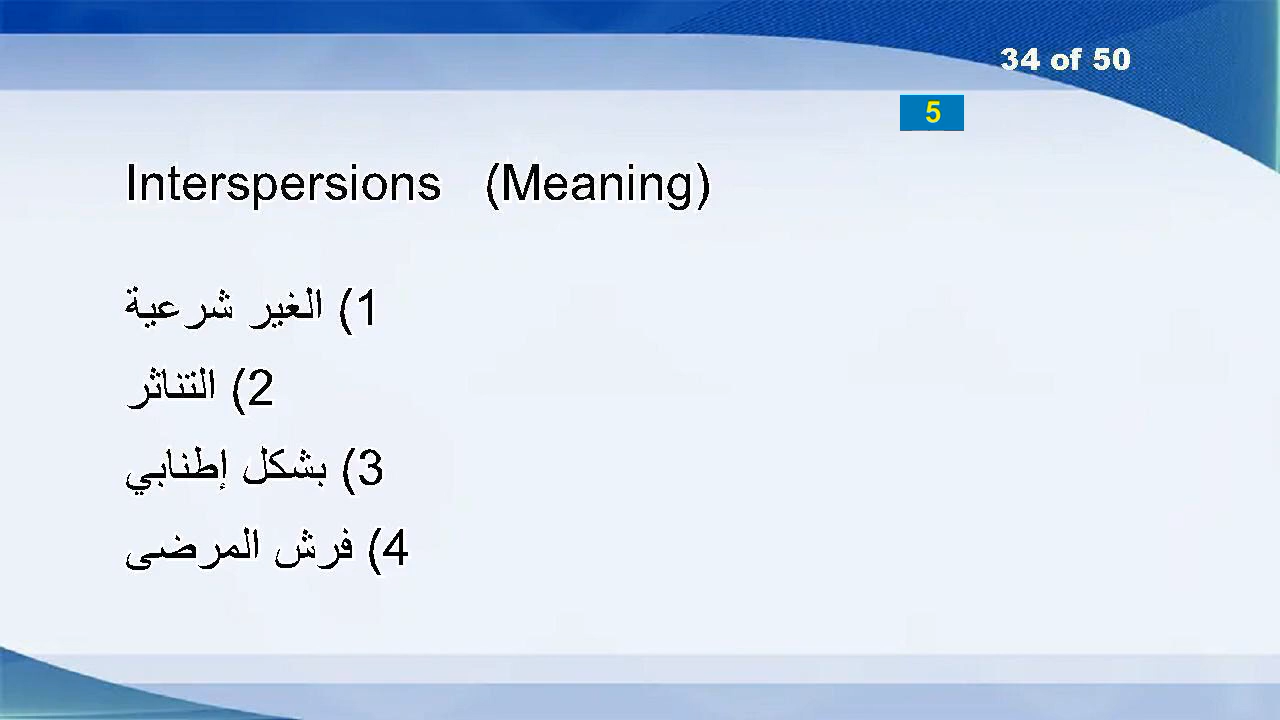 34 of 50
5
Interspersions (Meaning)
1) الغير شرعية
2) التناثر
3) بشكل إطنابي
4) فرش المرضى